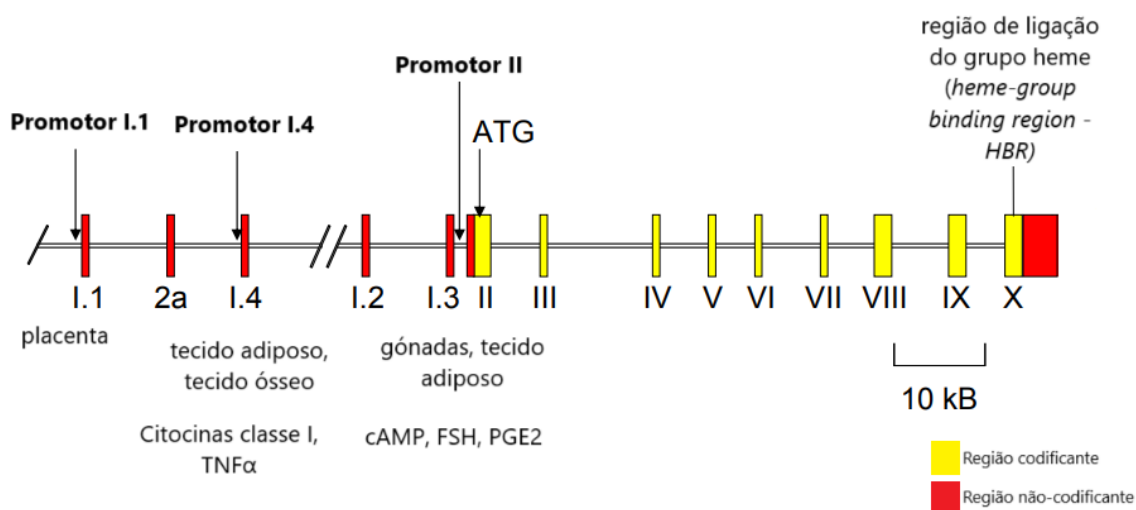 região de ligação
do grupo heme
(heme-group
binding region -
HBR)
Promotor II
Promotor I.1
Promotor I.4
ATG
I.1
2a
I.4
I.2
I.3
II
III
IV
V
VI
VII
VIII
IX
X
placenta
tecido adiposo,
tecido ósseo
gónadas, tecido
adiposo
Citocinas classe I,
TNFα
cAMP, FSH, PGE2
10 kB
Região codificante
Região não-codificante